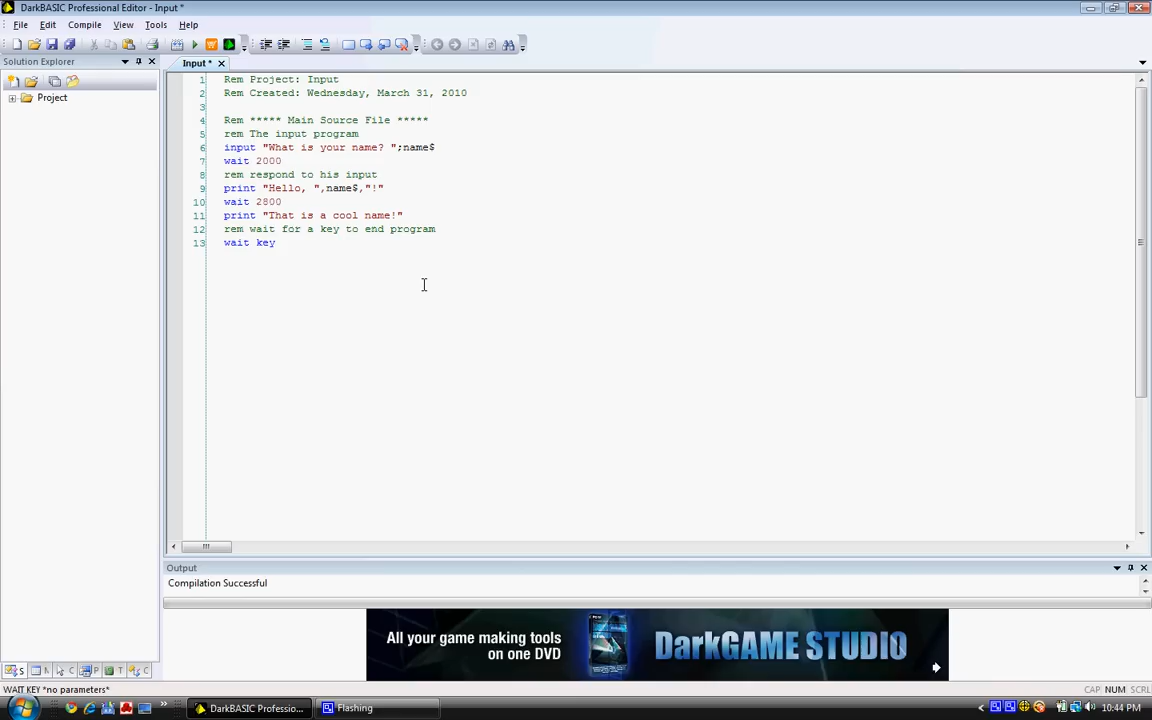 DarkBASIC Professional Editor - Input *
File Edit Compile View Tools Help
Solution Explorer
Input *
Project
1 Rem Project: Input
2 Rem Created: Wednesday, March 31, 2010
3
4 Rem ***** Main Source File *****
5 rem The input program
6 input "What is your name? ";name$
7 wait 2000
8 rem respond to his input
9 print "Hello, ",name$,"!"
10 wait 2800
11 print "That is a cool name!"
12 rem wait for a key to end program
13 wait key
Output
Compilation Successful
All your game making tools
on one DVD
DarkGAME STUDIO
S C P T C
WAIT KEY *no parameters*
CAP NUM SCRL
DarkBASIC Professio...
Flashing
10:44 PM